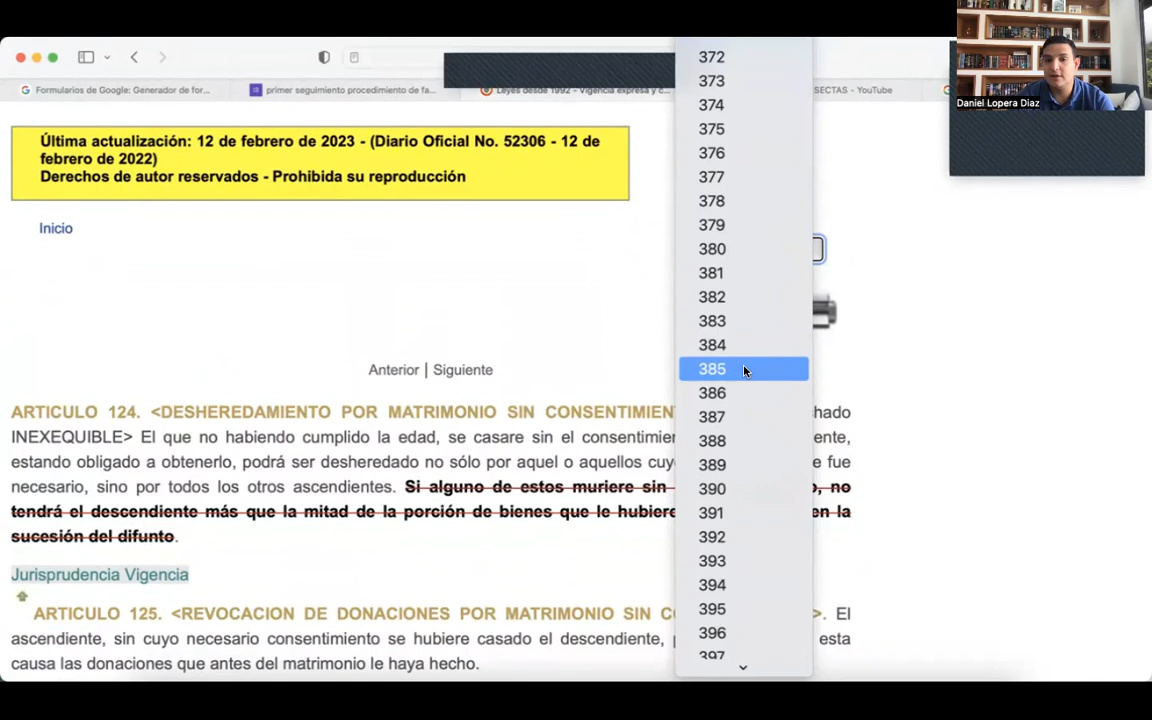 Daniel Lopera Diaz
Formularios de Google: Generador de for...
primer seguimiento procedimiento de fa...
Leyes desde 1992 - Vigencia expresa y c...
SECTAS - YouTube
Última actualización: 12 de febrero de 2023 - (Diario Oficial No. 52306 - 12 de
febrero de 2022)
Derechos de autor reservados - Prohibida su reproducción
Inicio
Anterior | Siguiente
372
373
374
375
376
377
378
379
380
381
382
383
384
385
386
387
388
389
390
391
392
393
394
395
396
397
ARTICULO 124. <DESHEREDAMIENTO POR MATRIMONIO SIN
INEXEQUIBLE> El que no habiendo cumplido la edad, se casare sin el
estando obligado a obtenerlo, podrá ser desheredado no sólo por aquel o aquellos fue
necesario, sino por todos los otros ascendientes. Si alguno de estos muriere sin no
tendrá el descendiente más que la mitad de la porción de bienes que le en la
sucesión del difunto.
Jurisprudencia Vigencia
ARTICULO 125. <REVOCACION DE DONACIONES POR MATRIMONIO SIN >. El
ascendiente, sin cuyo necesario consentimiento se hubiere casado el descendiente, esta
causa las donaciones que antes del matrimonio le haya hecho.